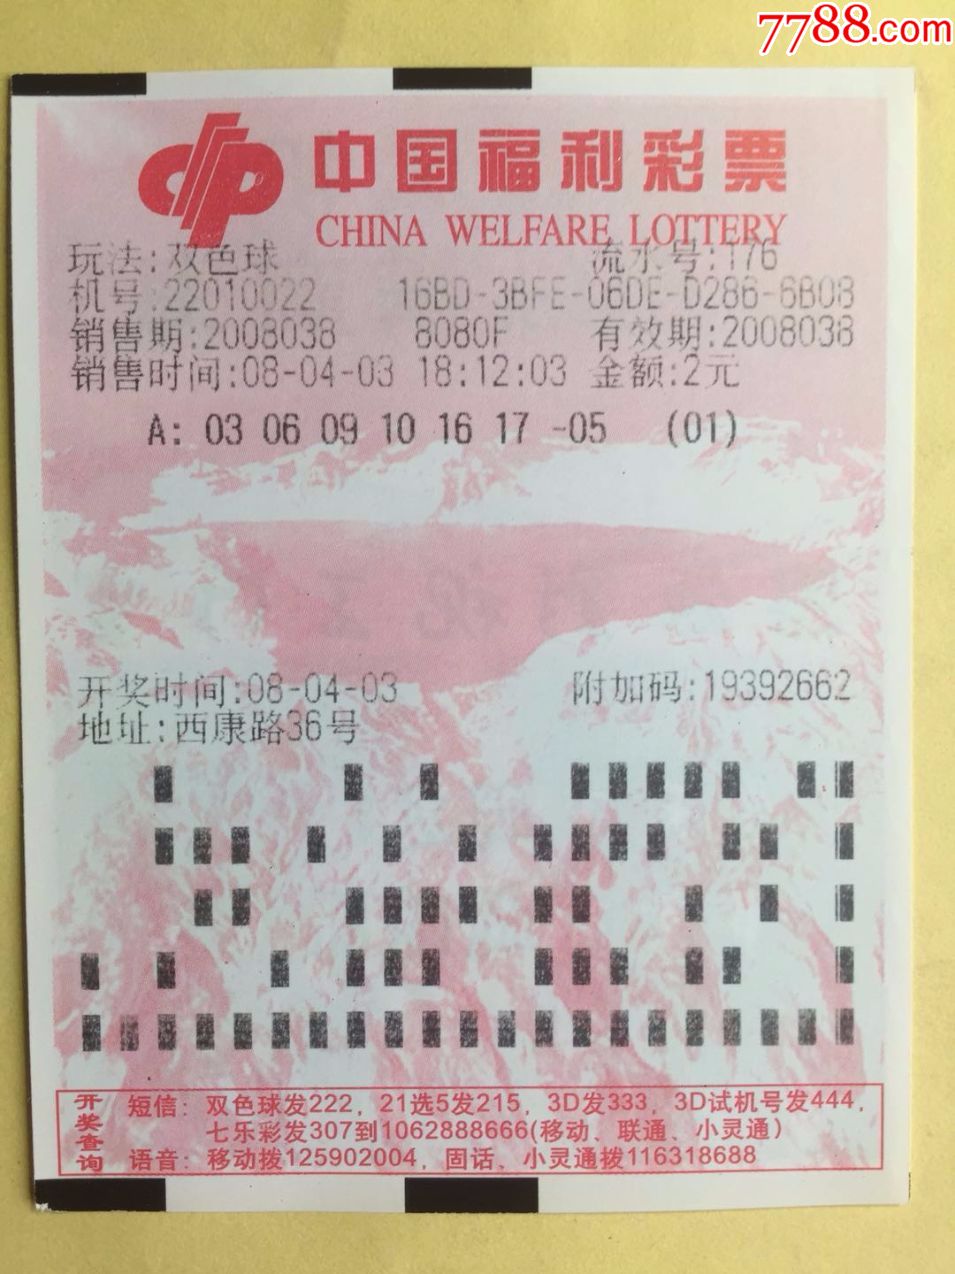 7788.com
中国福利彩票
CHINA WELFARE LOTTERY
玩法:双色球 流水号:176
机号:22010022 16BD-3BFE-06DE-D286-6B08
销售期:2008038 8080F 有效期:2008038
销售时间:08-04-03 18:12:03 金额:2元
A: 03 06 09 10 16 17 -05 (01)
开奖时间:08-04-03 附加码:19392662
地址:西康路36号
开奖查询
短信: 双色球发222, 21选5发215, 3D发333, 3D试机号发444,
七乐彩发307到1062888666(移动、联通、小灵通)
语音: 移动拨125902004, 固话、小灵通拨116318688